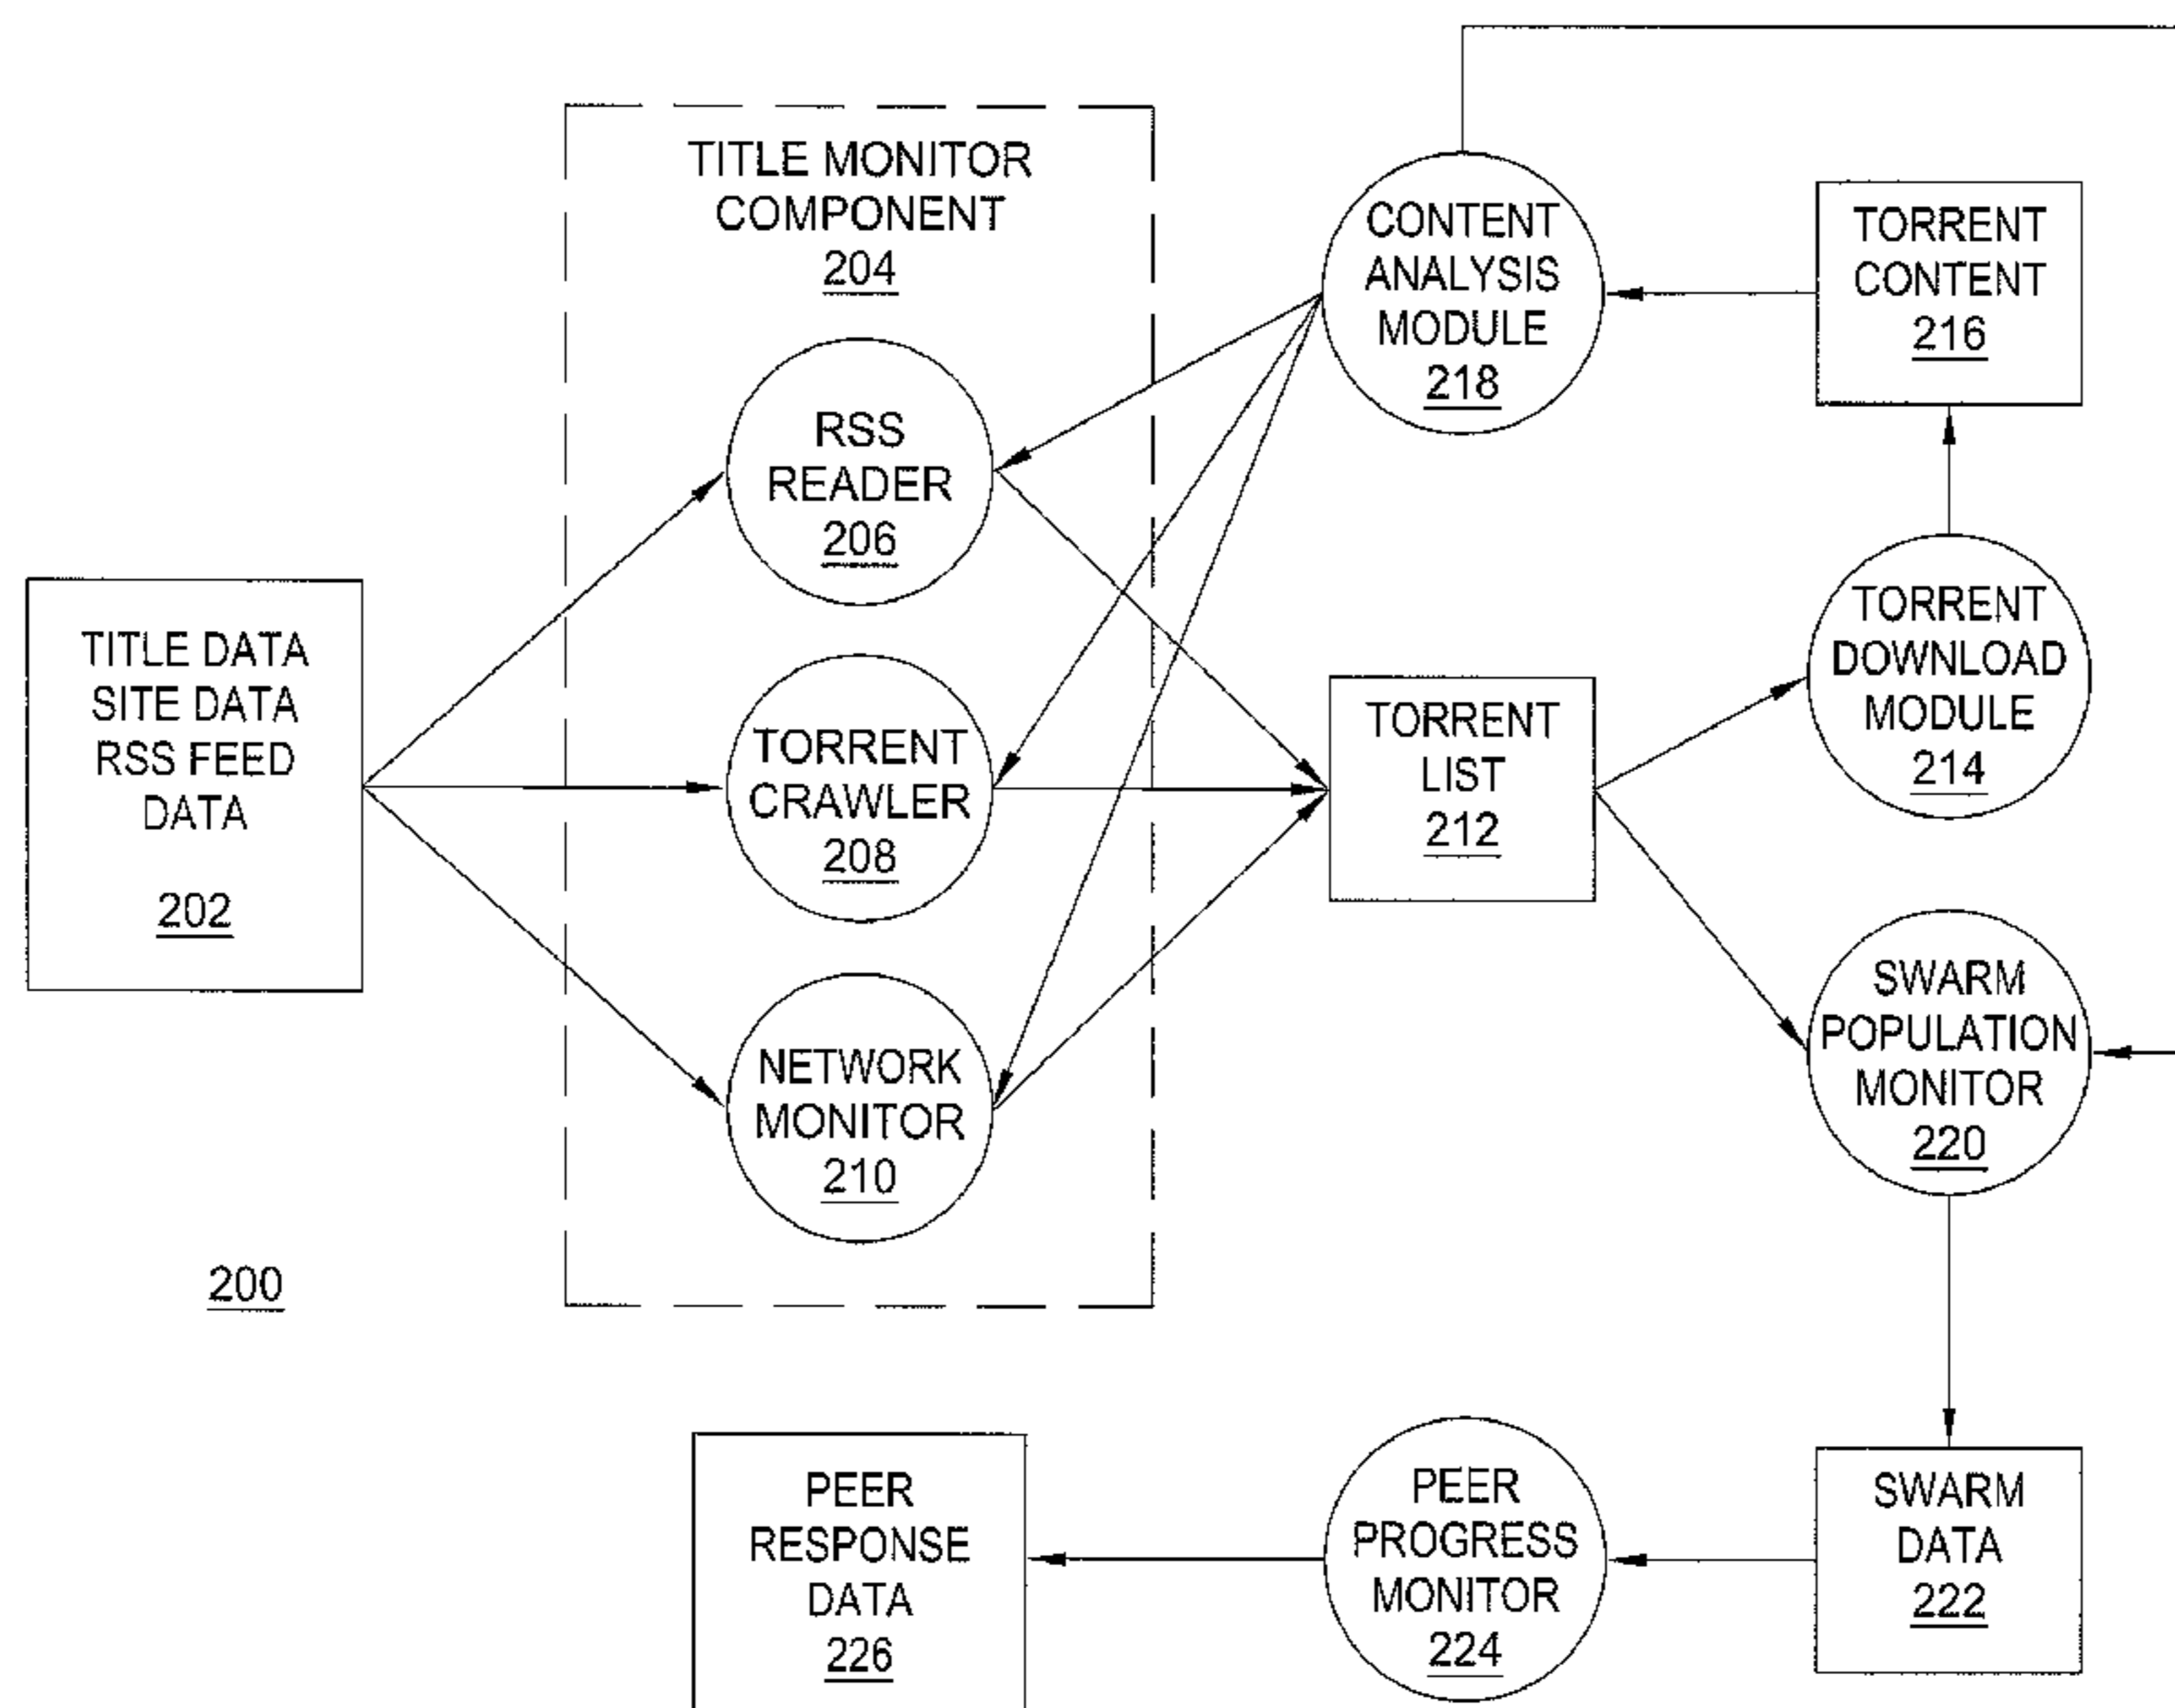 TITLE MONITOR
COMPONENT
204
CONTENT
ANALYSIS
MODULE
218
TORRENT
CONTENT
216
RSS
READER
206
TITLE DATA
SITE DATA
RSS FEED
DATA
202
TORRENT
CRAWLER
208
TORRENT
LIST
212
TORRENT
DOWNLOAD
MODULE
214
NETWORK
MONITOR
210
SWARM
POPULATION
MONITOR
220
200
PEER
RESPONSE
DATA
226
PEER
PROGRESS
MONITOR
224
SWARM
DATA
222